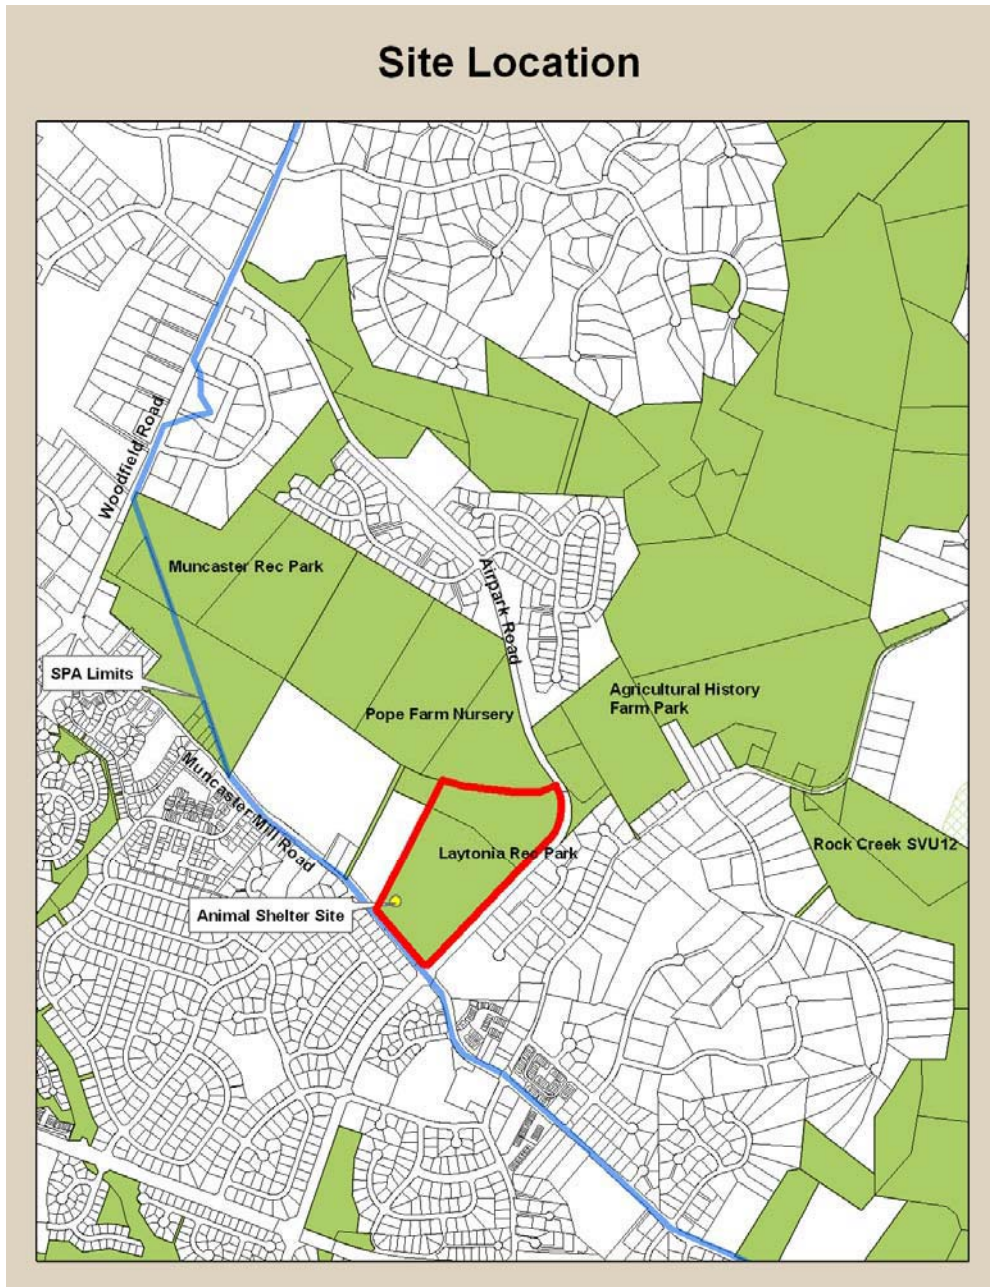 Site Location
Woodfield Road
Muncaster Rec Park
Airpark Road
SPA Limits
Agricultural History
Farm Park
Pope Farm Nursery
Muncaster Mill Road
Laytonia Rec Park
Rock Creek SVU12
Animal Shelter Site